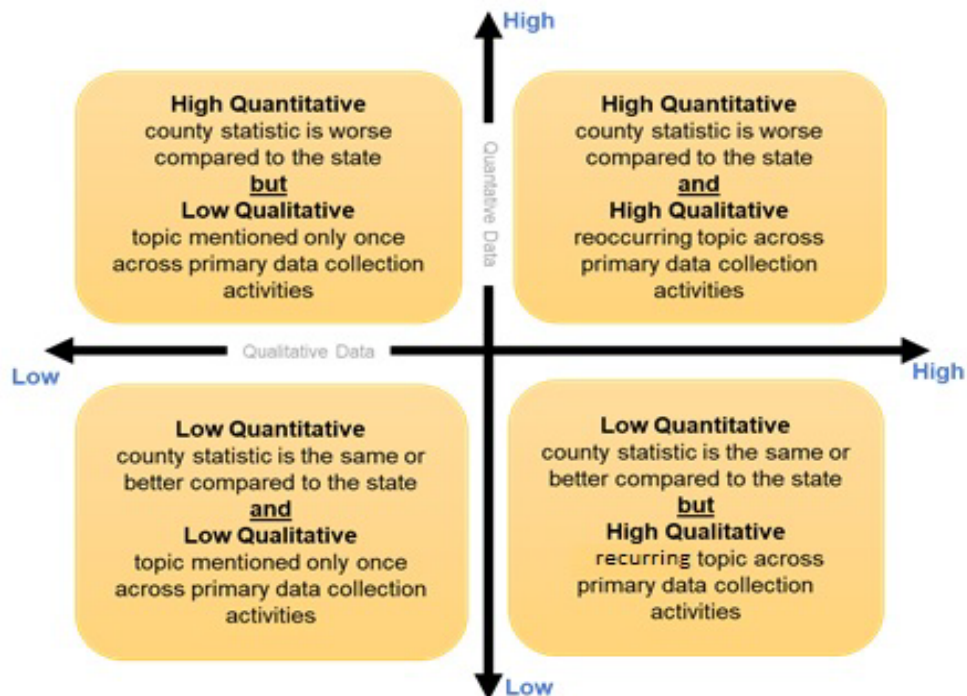 High
High Quantitative
county statistic is worse
compared to the state
but
Low Qualitative
topic mentioned only once
across primary data collection
activities
Quantative Data
High Quantitative
county statistic is worse
compared to the state
and
High Qualitative
reoccurring topic across
primary data collection
activities
Low
Qualitative Data
High
Low Quantitative
county statistic is the same or
better compared to the state
and
Low Qualitative
topic mentioned only once
across primary data collection
activities
Low Quantitative
county statistic is the same or
better compared to the state
but
High Qualitative
recurring topic across
primary data collection
activities
Low